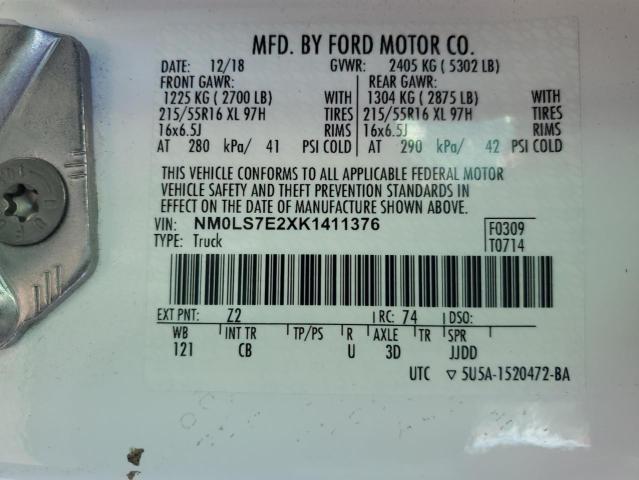 MFD. BY FORD MOTOR CO.
DATE: 12/18 GVWR: 2405 KG ( 5302 LB)
FRONT GAWR: REAR GAWR:
1225 KG ( 2700 LB) WITH 1304 KG ( 2875 LB) WITH
215/55R16 XL 97H TIRES 215/55R16 XL 97H TIRES
16x6.5J RIMS 16x6.5J RIMS
AT 280 kPa/ 41 PSI COLD AT 290 kPa/ 42 PSI COLD
THIS VEHICLE CONFORMS TO ALL APPLICABLE FEDERAL MOTOR
VEHICLE SAFETY AND THEFT PREVENTION STANDARDS IN
EFFECT ON THE DATE OF MANUFACTURE SHOWN ABOVE.
VIN: NM0LS7E2XK1411376 F0309
TYPE: Truck T0714
EXT PNT: Z2 RC: 74 DSO:
WB INT TR TP/PS R AXLE TR SPR
121 CB U 3D JJDD
UTC ▽ 5U5A-1520472-BA